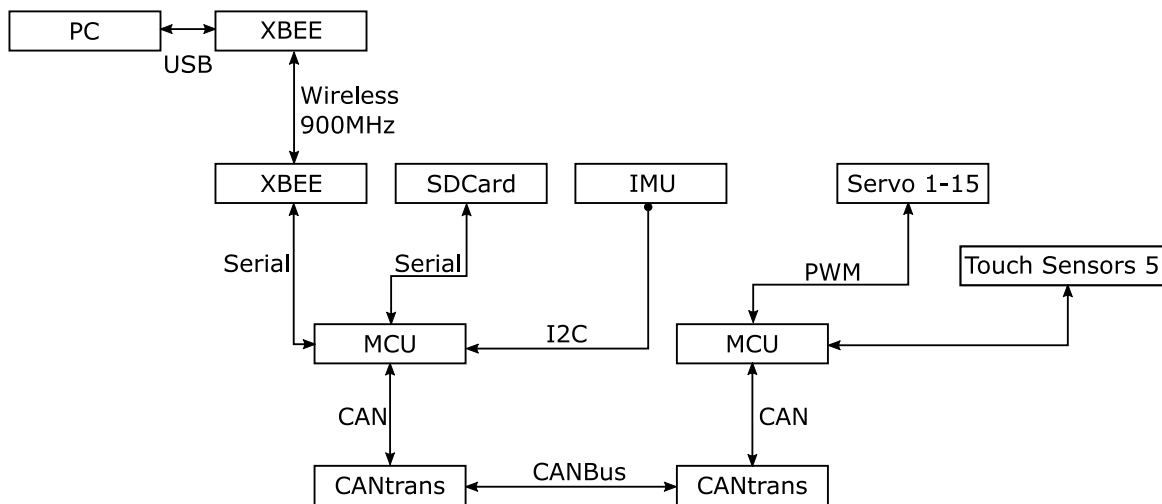 PC
XBEE
USB
Wireless
900MHz
XBEE
SDCard
IMU
Servo 1-15
Serial
Serial
PWM
Touch Sensors 5
MCU
I2C
MCU
CAN
CAN
CANtrans
CANBus
CANtrans